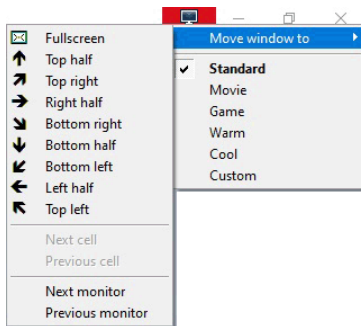 Move window to
Standard
Movie
Game
Warm
Cool
Custom
Fullscreen
Top half
Top right
Right half
Bottom right
Bottom half
Bottom left
Left half
Top left
Next cell
Previous cell
Next monitor
Previous monitor